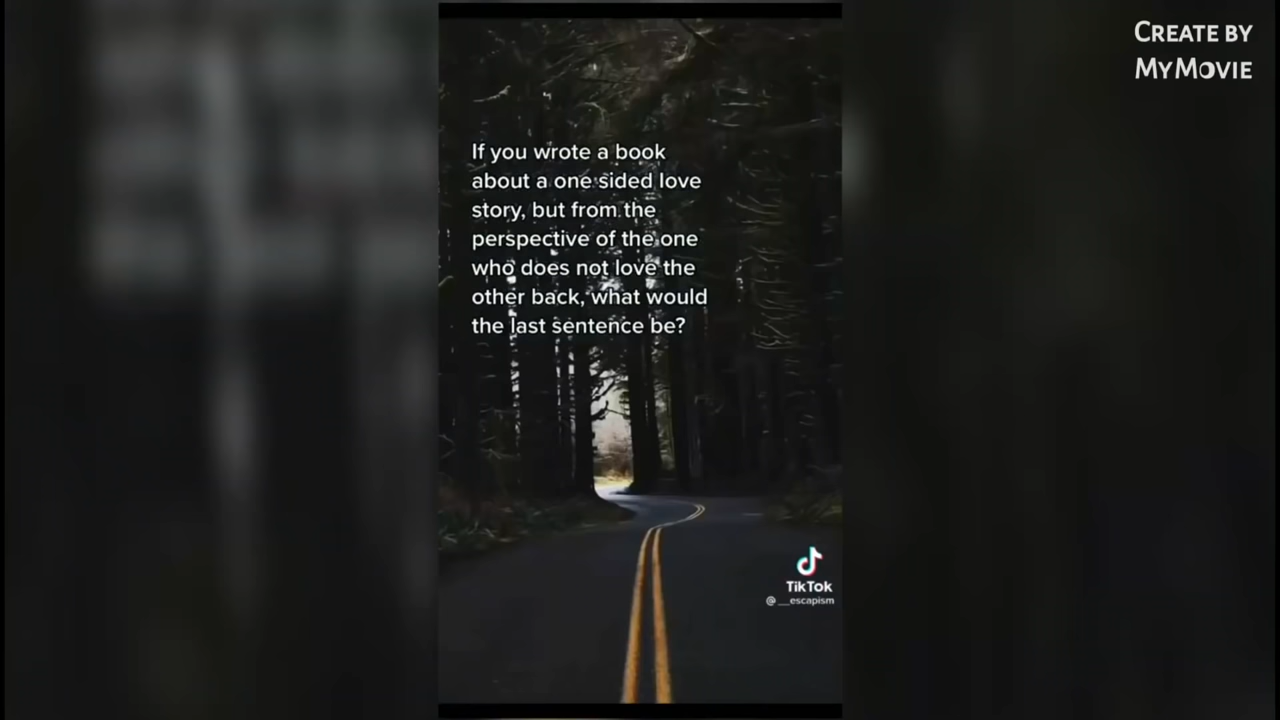 CREATE BY
MYMOVIE
If you wrote a book
about a one sided love
story, but from the
perspective of the one
who does not love the
other back, what would
the last sentence be?
TikTok
@__escapism